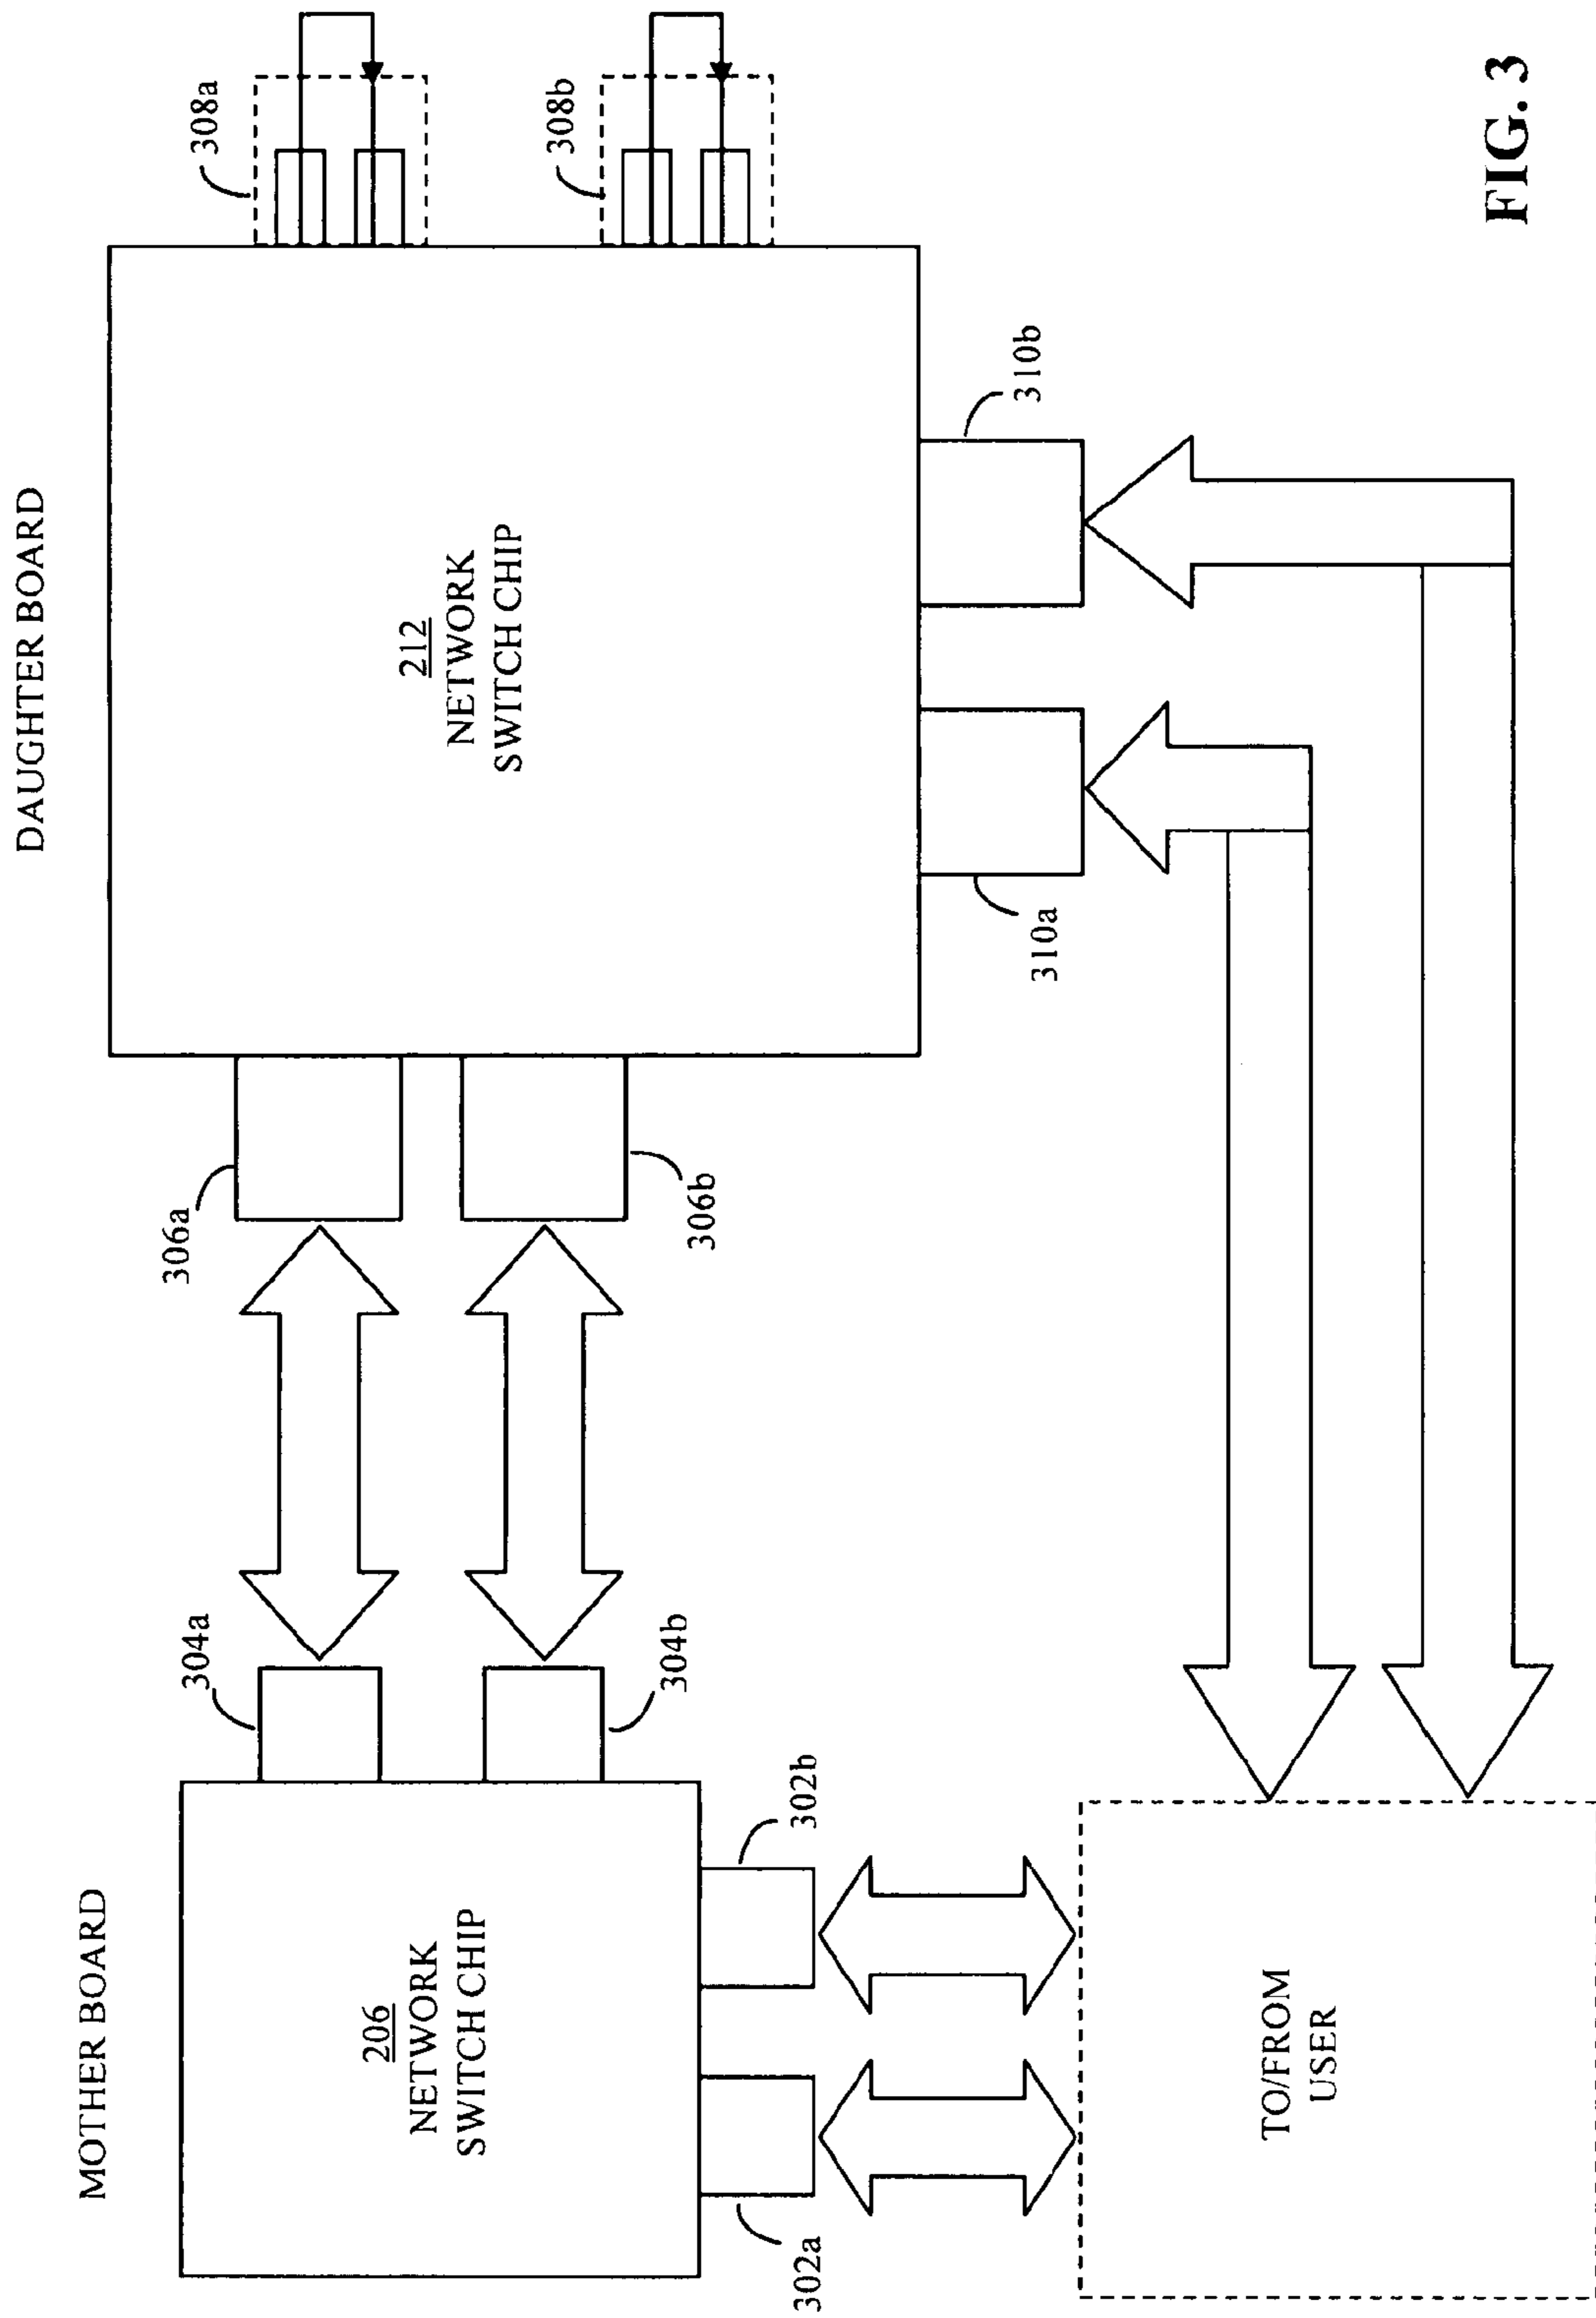 DAUGHTER BOARD
MOTHER BOARD
308a
308b
306a
306b
304a
304b
212
NETWORK
SWITCH CHIP
206
NETWORK
SWITCH CHIP
310a
310b
302a
302b
TO/FROM
USER
FIG. 3